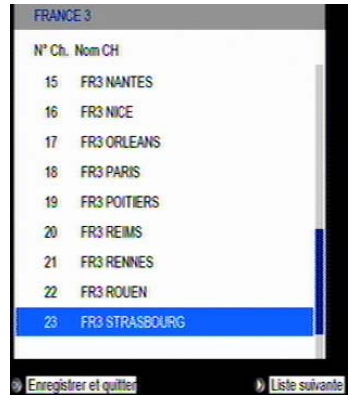 FRANCE 3
N° Ch. Nom CH
15 FR3 NANTES
16 FR3 NICE
17 FR3 ORLEANS
18 FR3 PARIS
19 FR3 POITIERS
20 FR3 REIMS
21 FR3 RENNES
22 FR3 ROUEN
23 FR3 STRASBOURG
Enregistrer et quitter Liste suivante